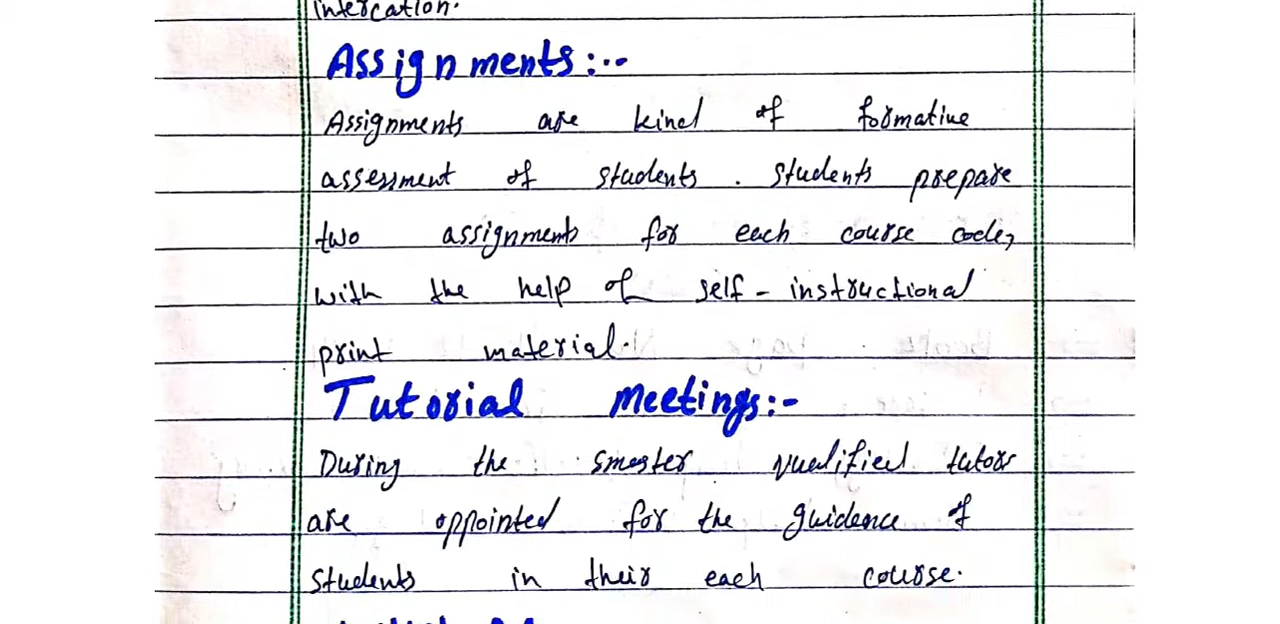 intercation.
Assignments:--
Assignments are kind of formative
assessment of students. students prepare
two assignments for each course code,
with the help of self-instructional
print material.
Tutorial meetings:-
During the smester qualified tutors
are appointed for the guidence of
students in their each course.